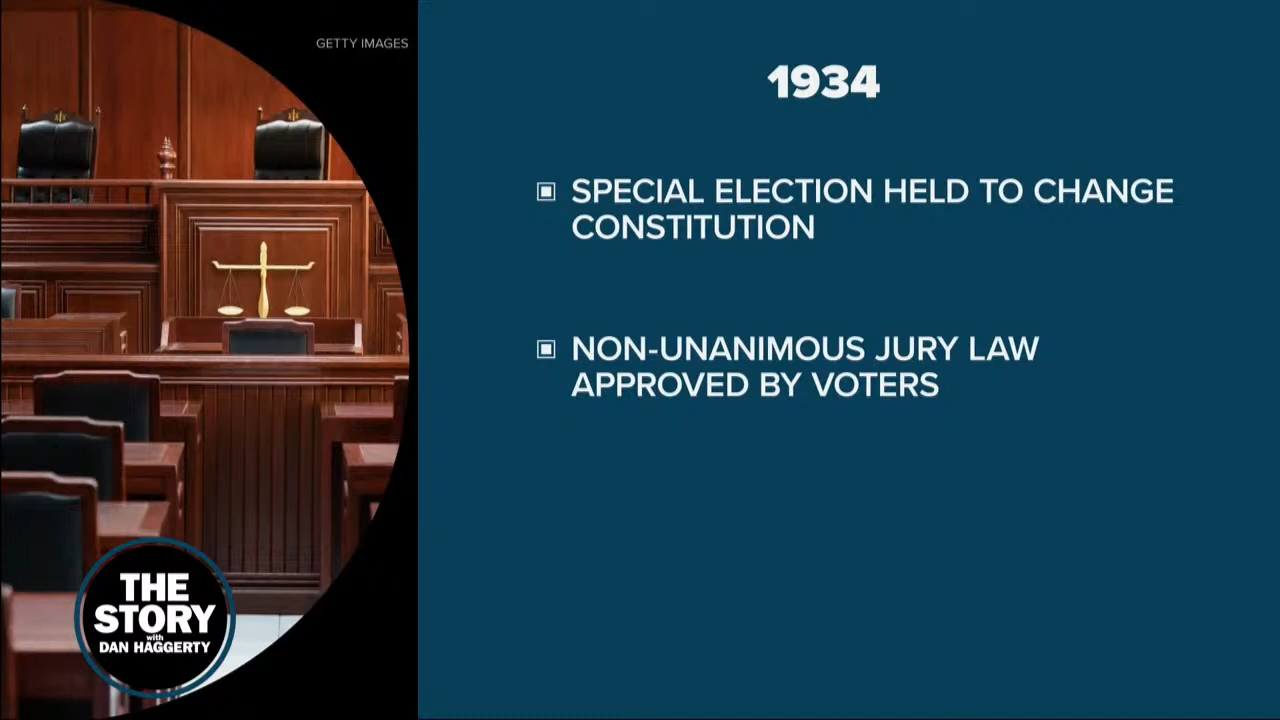 GETTY IMAGES
1934
SPECIAL ELECTION HELD TO CHANGE
CONSTITUTION
NON-UNANIMOUS JURY LAW
APPROVED BY VOTERS
THE
STORY
with
DAN HAGGERTY